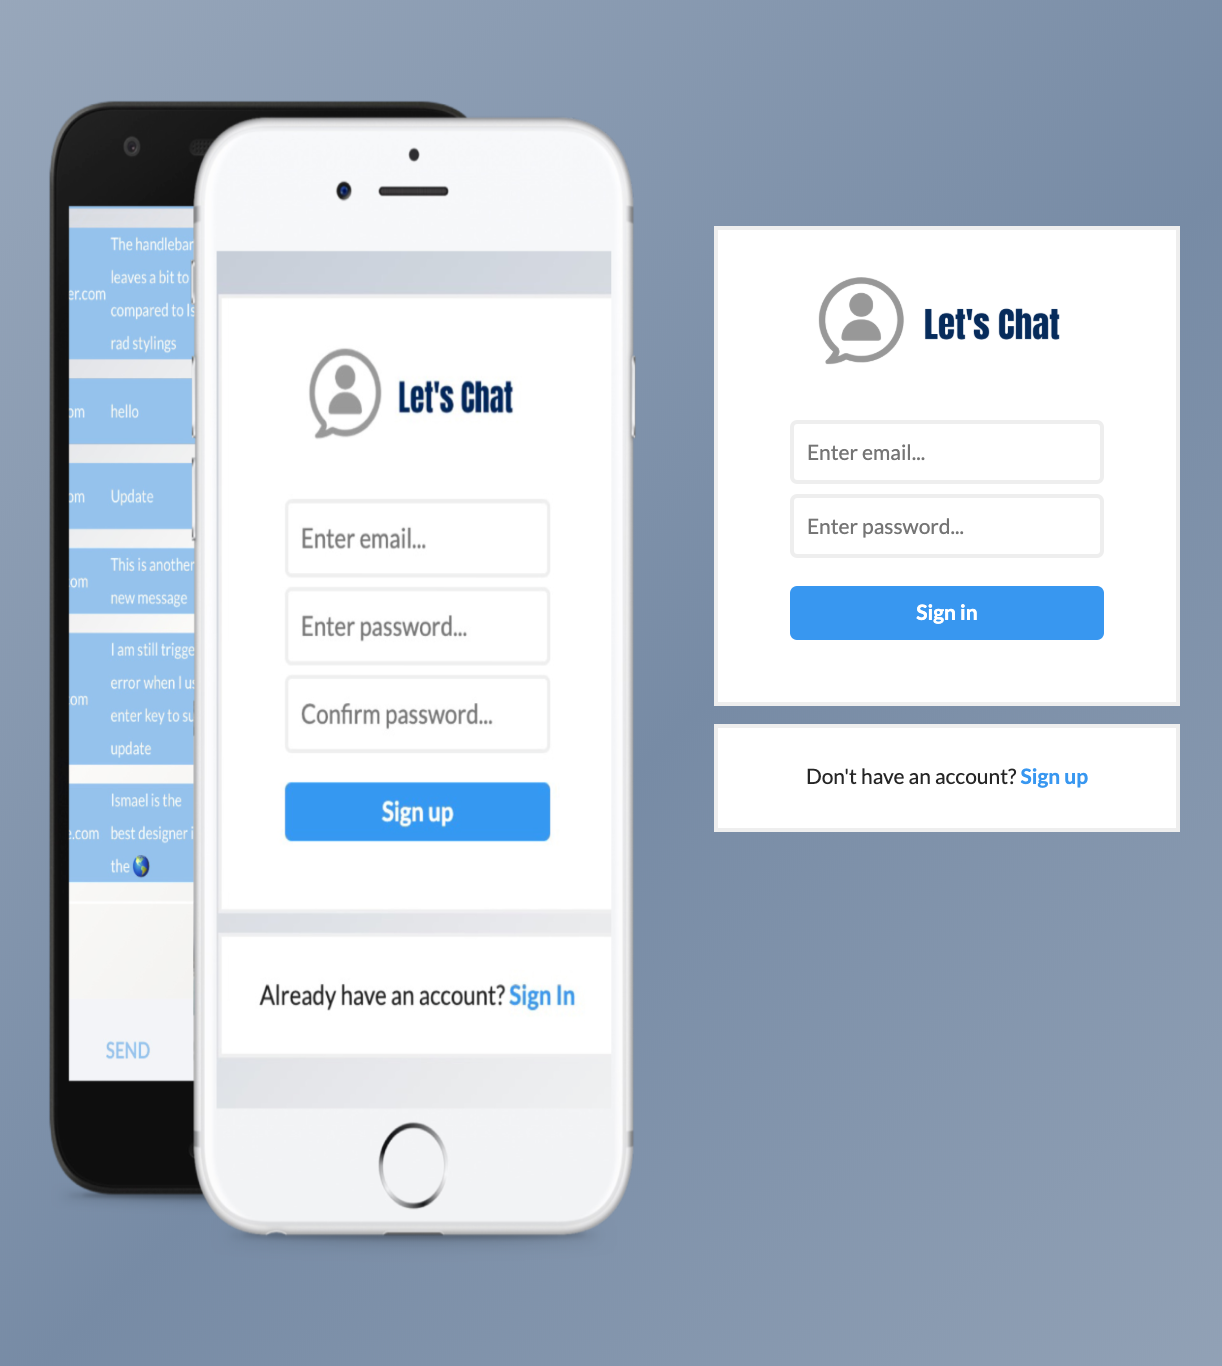 The handlebar
leaves a bit to
er.com
compared to Is
rad stylings
om
hello
om
Update
This is another
om
new message
I am still trigge
error when I us
om
enter key to su
update
Ismael is the
e.com
best designer i
the 🌎
SEND
Let's Chat
Enter email...
Enter password...
Confirm password...
Sign up
Already have an account? Sign In
Let's Chat
Enter email...
Enter password...
Sign in
Don't have an account? Sign up